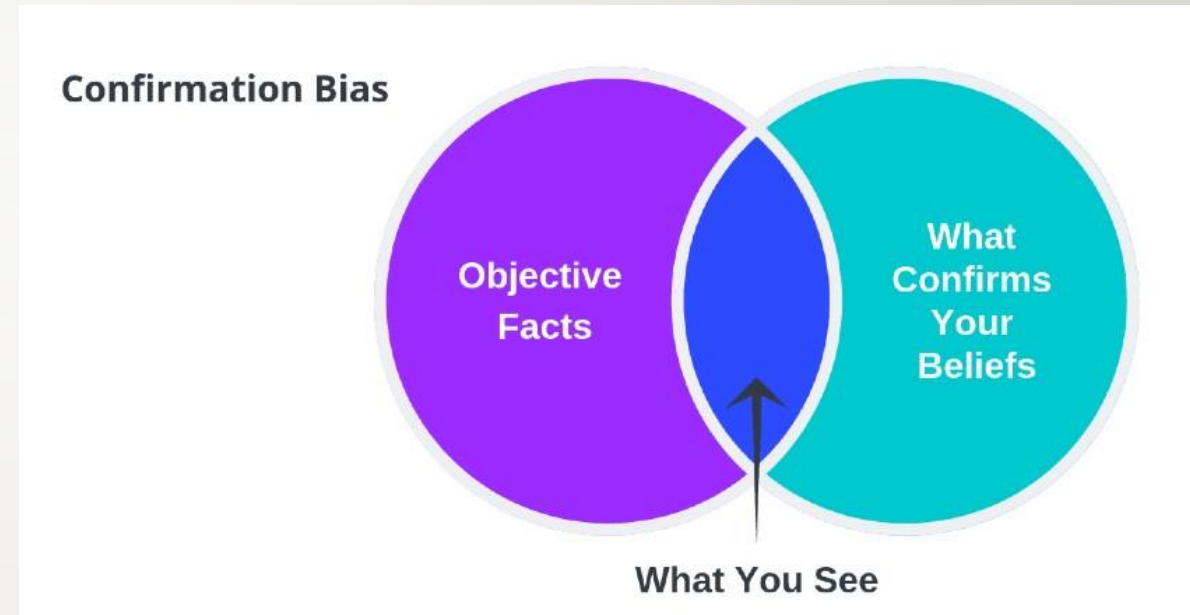 Confirmation Bias
Objective
Facts
What
Confirms
Your
Beliefs
What You See